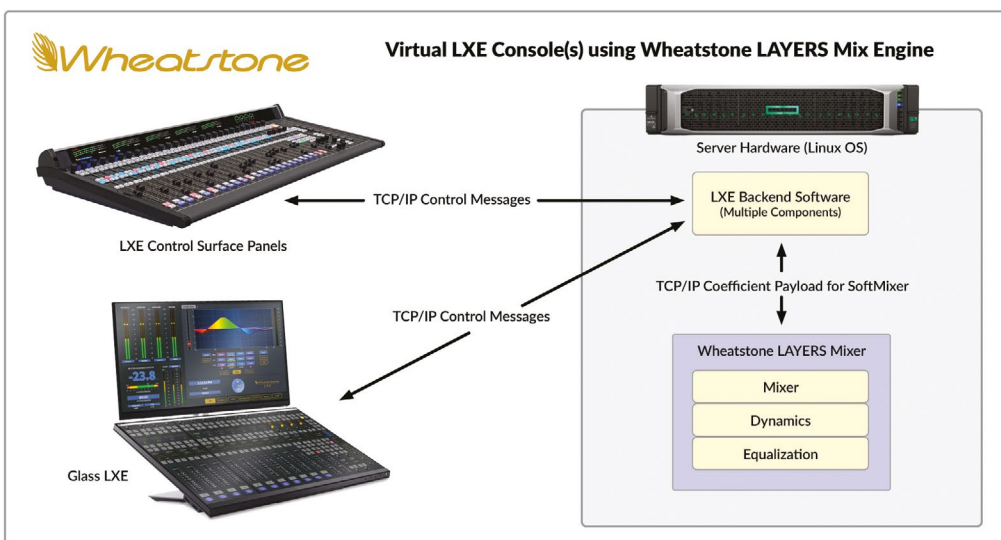 Wheatstone
Virtual LXE Console(s) using Wheatstone LAYERS Mix Engine
Server Hardware (Linux OS)
LXE Backend Software
(Multiple Components)
TCP/IP Control Messages
LXE Control Surface Panels
TCP/IP Coefficient Payload for SoftMixer
TCP/IP Control Messages
Wheatstone LAYERS Mixer
Mixer
Dynamics
Equalization
-23.8
Wheatstone
Glass LXE